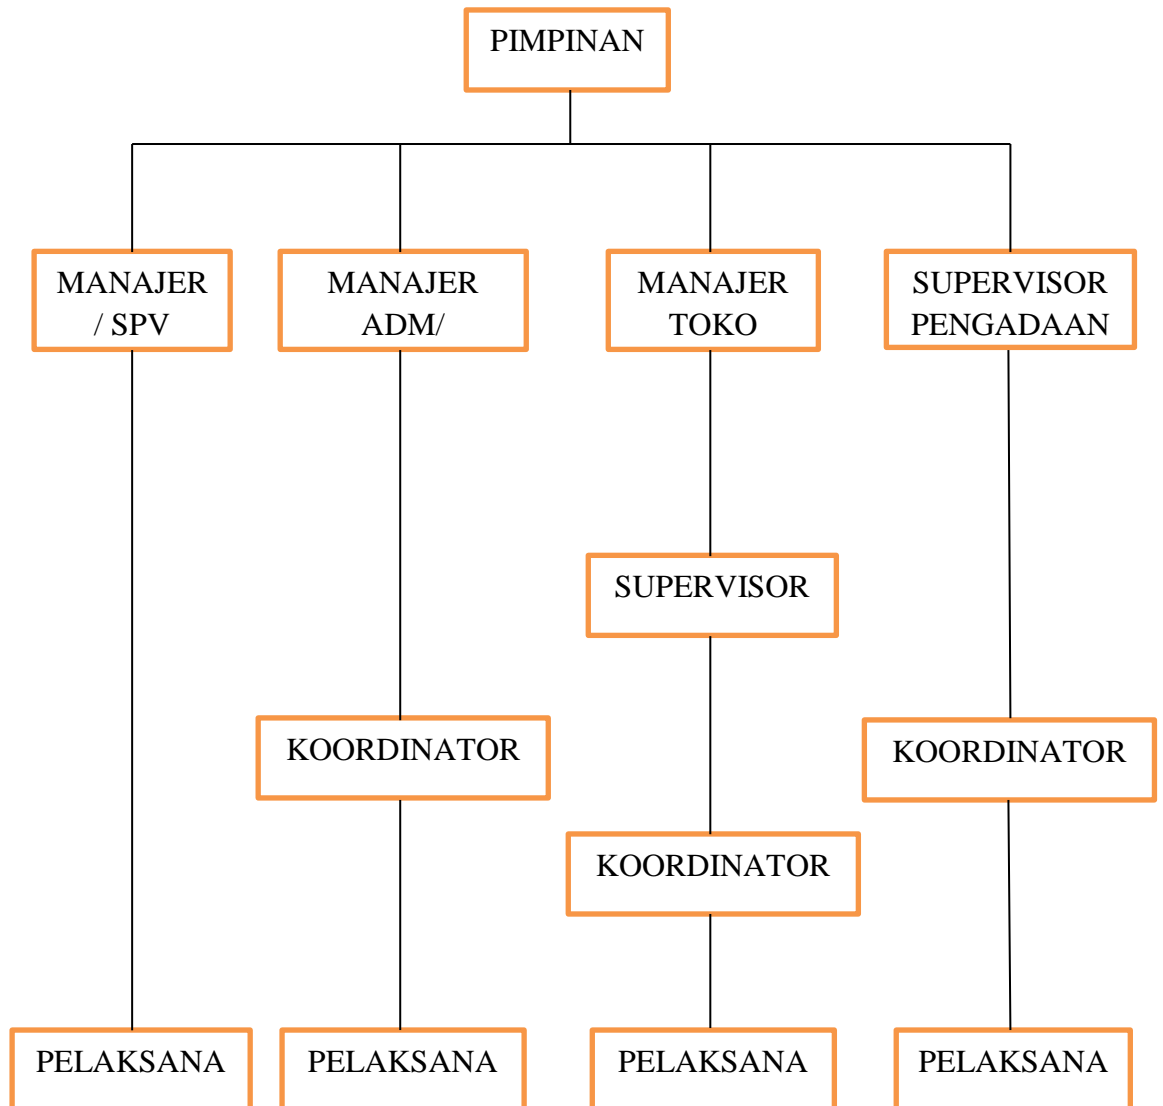 PIMPINAN
MANAJER
/ SPV
MANAJER
ADM/
MANAJER
TOKO
SUPERVISOR
PENGADAAN
SUPERVISOR
KOORDINATOR
KOORDINATOR
KOORDINATOR
PELAKSANA
PELAKSANA
PELAKSANA
PELAKSANA